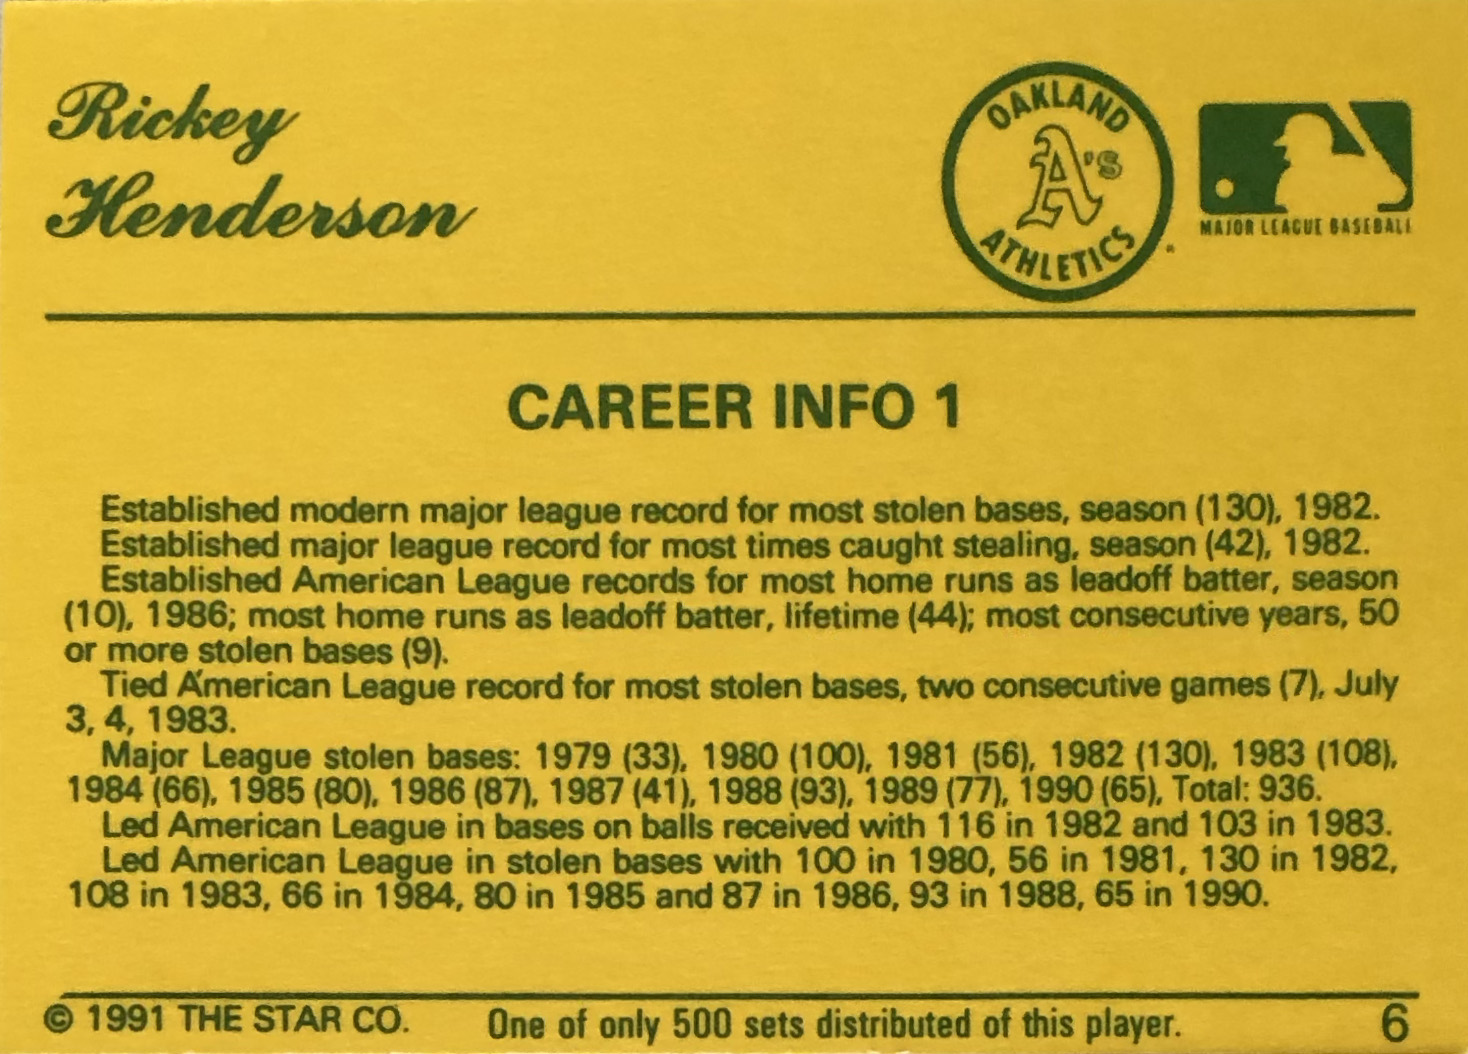 Rickey
Henderson
OAKLAND
A's
ATHLETICS
MAJOR LEAGUE BASEBALL
CAREER INFO 1
Established modern major league record for most stolen bases, season (130), 1982.
Established major league record for most times caught stealing, season (42), 1982.
Established American League records for most home runs as leadoff batter, season
(10), 1986; most home runs as leadoff batter, lifetime (44); most consecutive years, 50
or more stolen bases (9).
Tied American League record for most stolen bases, two consecutive games (7), July
3, 4, 1983.
Major League stolen bases: 1979 (33), 1980 (100), 1981 (56), 1982 (130), 1983 (108),
1984 (66), 1985 (80), 1986 (87), 1987 (41), 1988 (93), 1989 (77), 1990 (65), Total: 936.
Led American League in bases on balls received with 116 in 1982 and 103 in 1983.
Led American League in stolen bases with 100 in 1980, 56 in 1981, 130 in 1982,
108 in 1983, 66 in 1984, 80 in 1985 and 87 in 1986, 93 in 1988, 65 in 1990.
© 1991 THE STAR CO. One of only 500 sets distributed of this player. 6